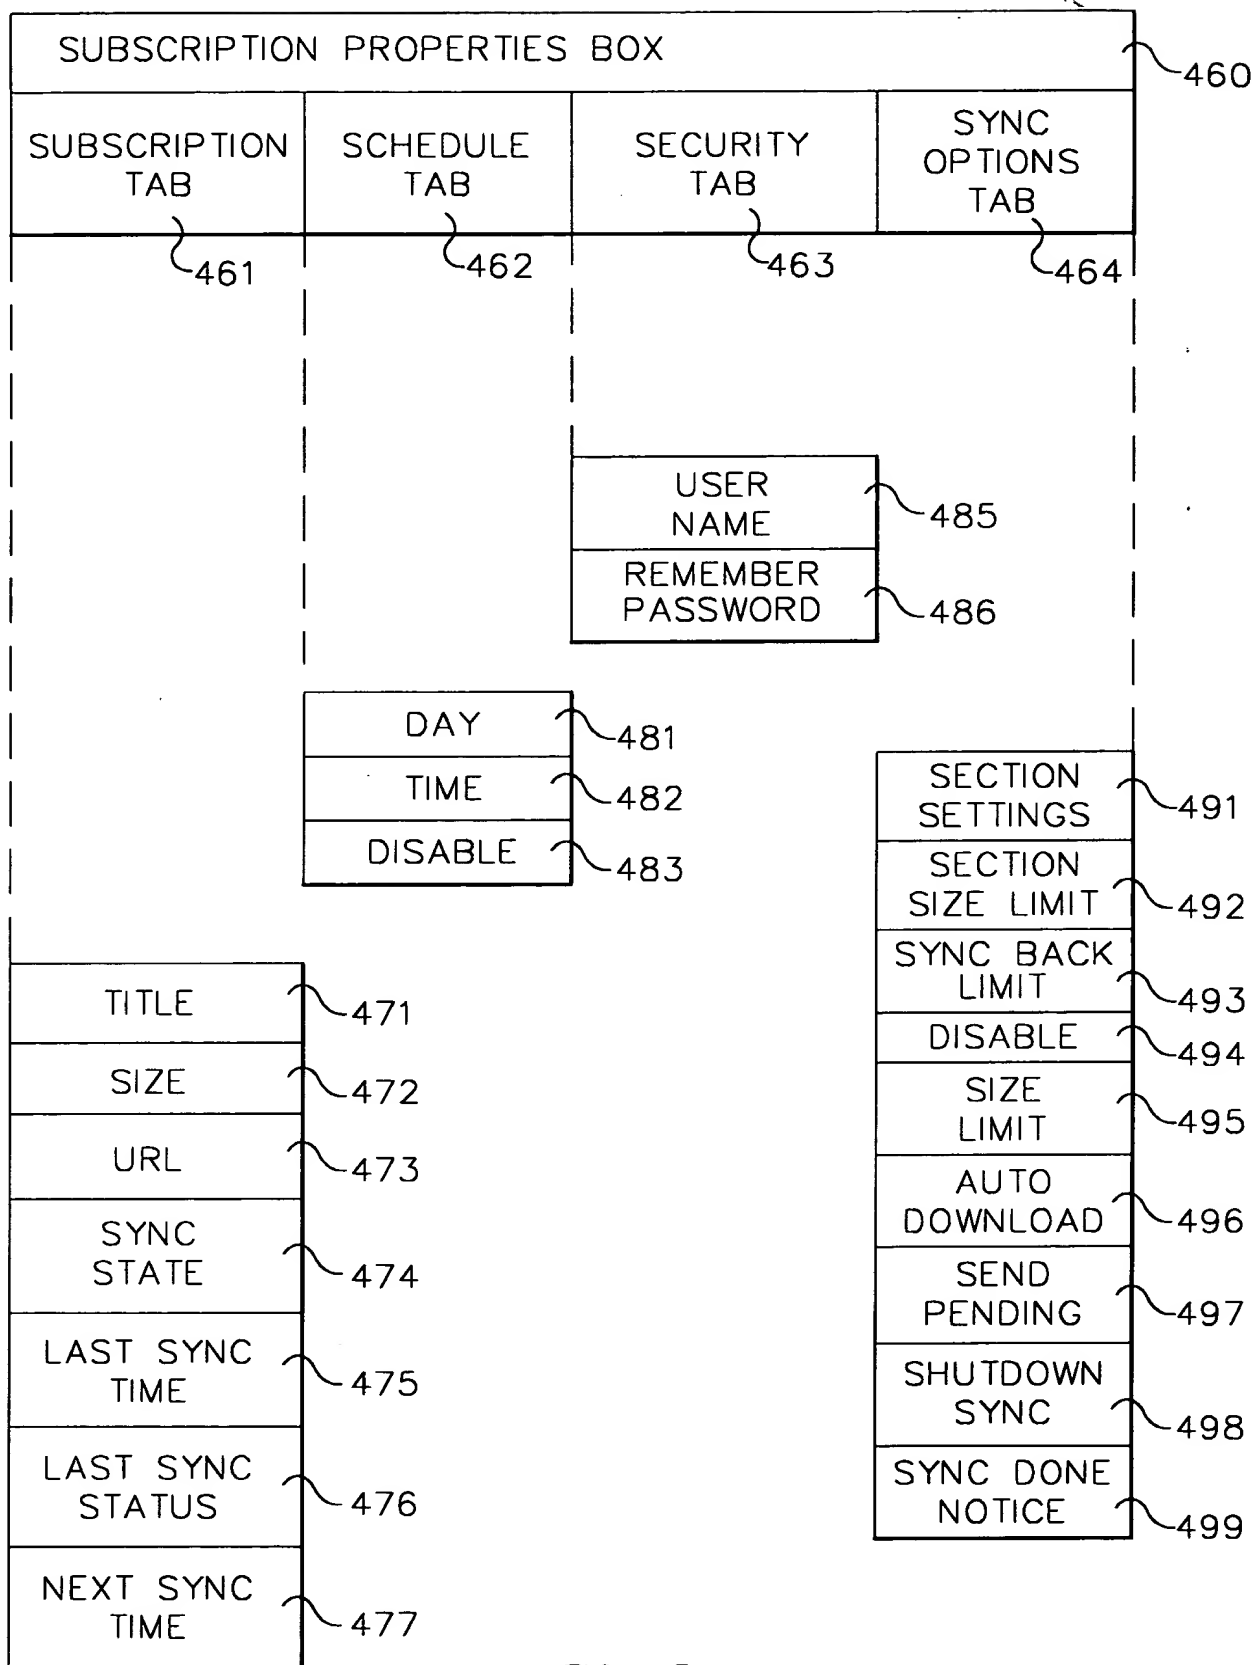 SUBSCRIPTION PROPERTIES BOX
460
SUBSCRIPTION
TAB
461
SCHEDULE
TAB
462
SECURITY
TAB
463
SYNC
OPTIONS
TAB
464
USER
NAME
485
REMEMBER
PASSWORD
486
DAY
481
TIME
482
DISABLE
483
SECTION
SETTINGS
491
SECTION
SIZE LIMIT
492
SYNC BACK
LIMIT
493
DISABLE
494
SIZE
LIMIT
495
AUTO
DOWNLOAD
496
SEND
PENDING
497
SHUTDOWN
SYNC
498
SYNC DONE
NOTICE
499
TITLE
471
SIZE
472
URL
473
SYNC
STATE
474
LAST SYNC
TIME
475
LAST SYNC
STATUS
476
NEXT SYNC
TIME
477